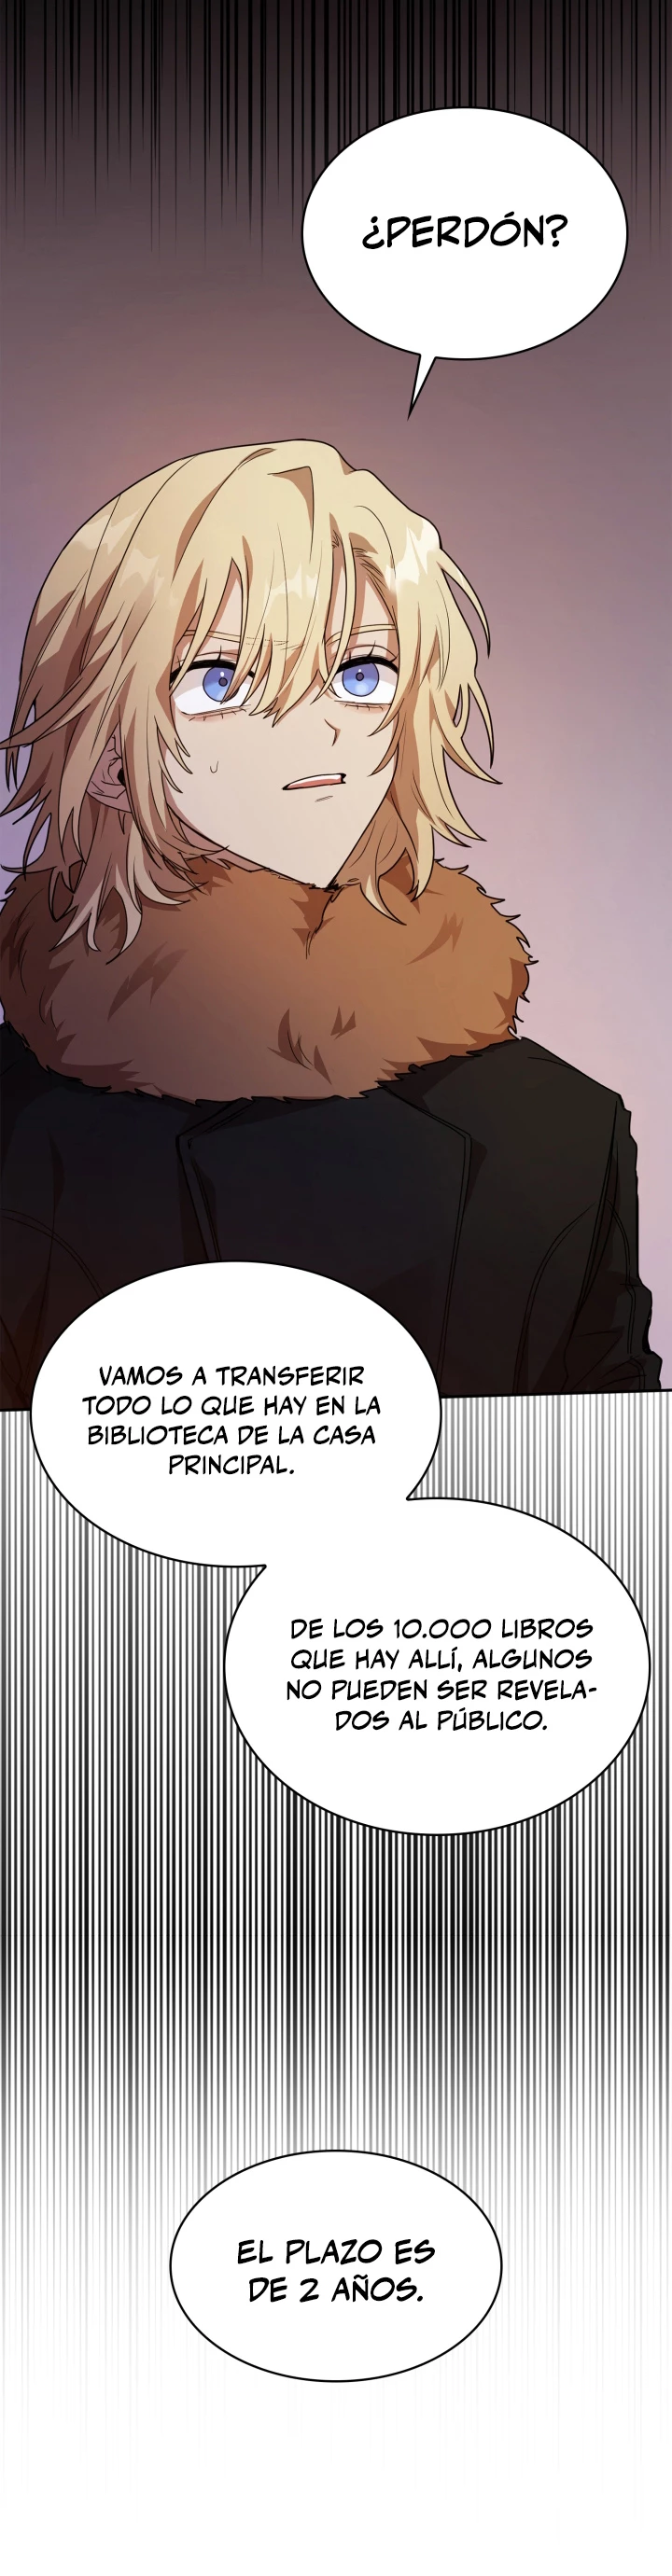 ¿PERDÓN?
VAMOS A TRANSFERIR
TODO LO QUE HAY EN LA
BIBLIOTECA DE LA CASA
PRINCIPAL.
DE LOS 10.000 LIBROS
QUE HAY ALLÍ, ALGUNOS
NO PUEDEN SER REVELA-
DOS AL PÚBLICO.
EL PLAZO ES
DE 2 AÑOS.